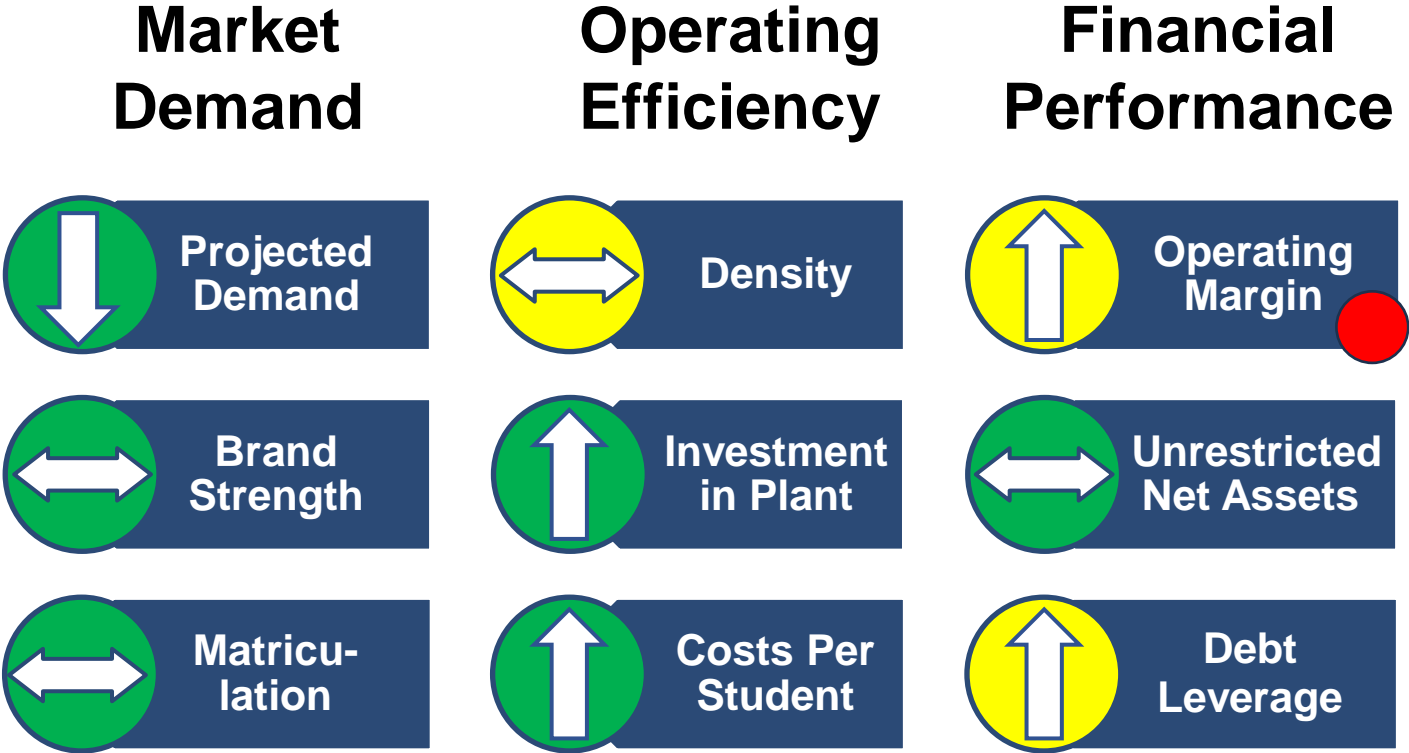 Market
Demand
Operating
Efficiency
Financial
Performance
Projected
Demand
Density
Operating
Margin
Brand
Strength
Investment
in Plant
Unrestricted
Net Assets
Matricu-
lation
Costs Per
Student
Debt
Leverage